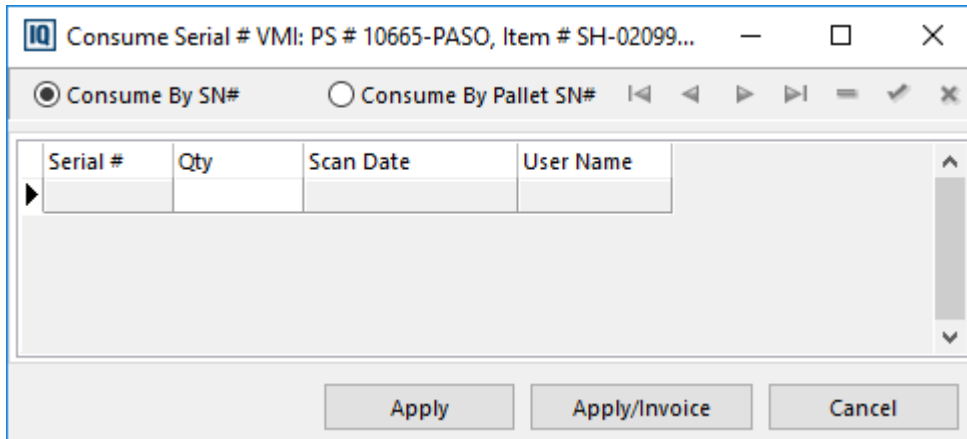 IQ Consume Serial # VMI: PS # 10665-PASO, Item # SH-02099...
Consume By SN# Consume By Pallet SN#
Serial # Qty Scan Date User Name
Apply Apply/Invoice Cancel